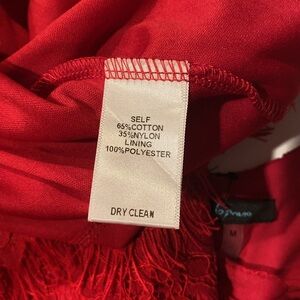 SELF
65%COTTON
35%NYLON
LINING
100%POLYESTER
DRY CLEAN
M